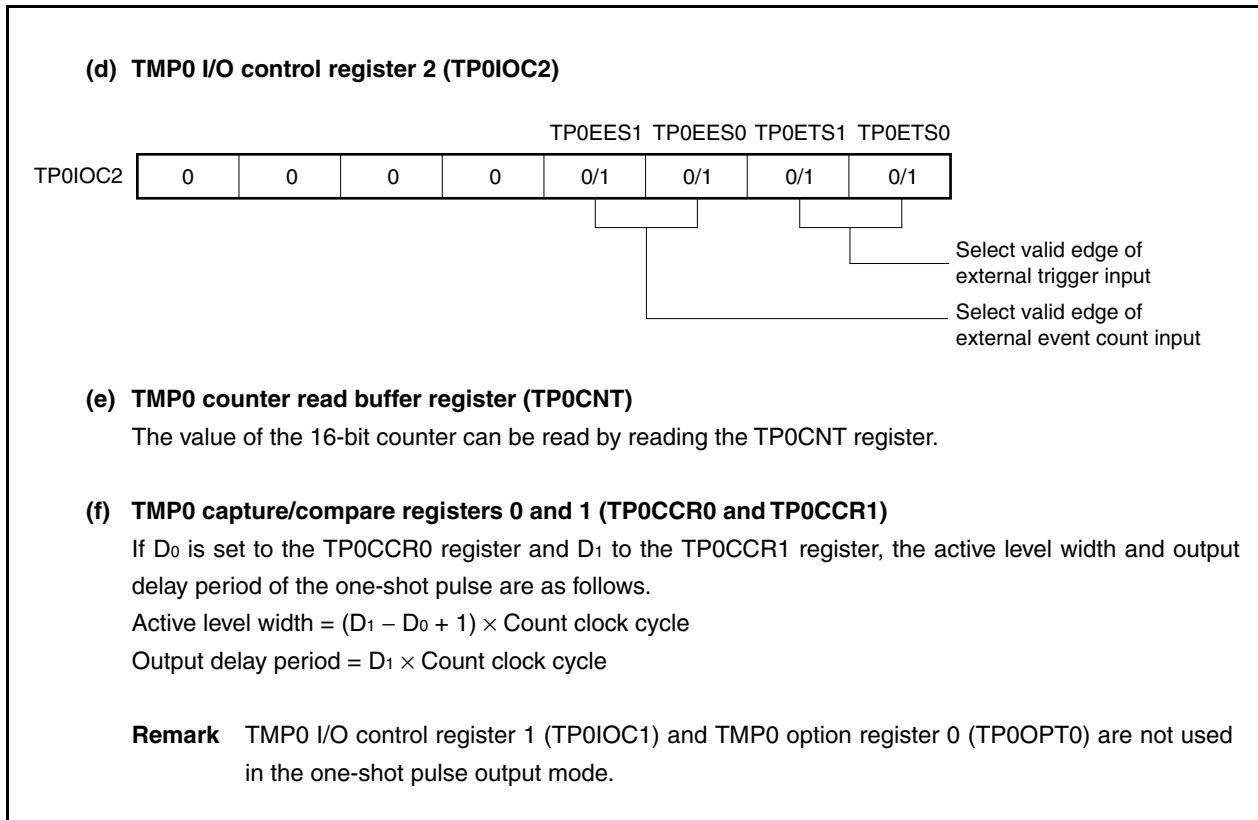 (d) TMP0 I/O control register 2 (TP0IOC2)
TP0EES1 TP0EES0 TP0ETS1 TP0ETS0
TP0IOC2 0 0 0 0 0/1 0/1 0/1 0/1
Select valid edge of
external trigger input
Select valid edge of
external event count input
(e) TMP0 counter read buffer register (TP0CNT)
The value of the 16-bit counter can be read by reading the TP0CNT register.
(f) TMP0 capture/compare registers 0 and 1 (TP0CCR0 and TP0CCR1)
If D0 is set to the TP0CCR0 register and D1 to the TP0CCR1 register, the active level width and output
delay period of the one-shot pulse are as follows.
Active level width = (D1 − D0 + 1) × Count clock cycle
Output delay period = D1 × Count clock cycle
Remark TMP0 I/O control register 1 (TP0IOC1) and TMP0 option register 0 (TP0OPT0) are not used
in the one-shot pulse output mode.